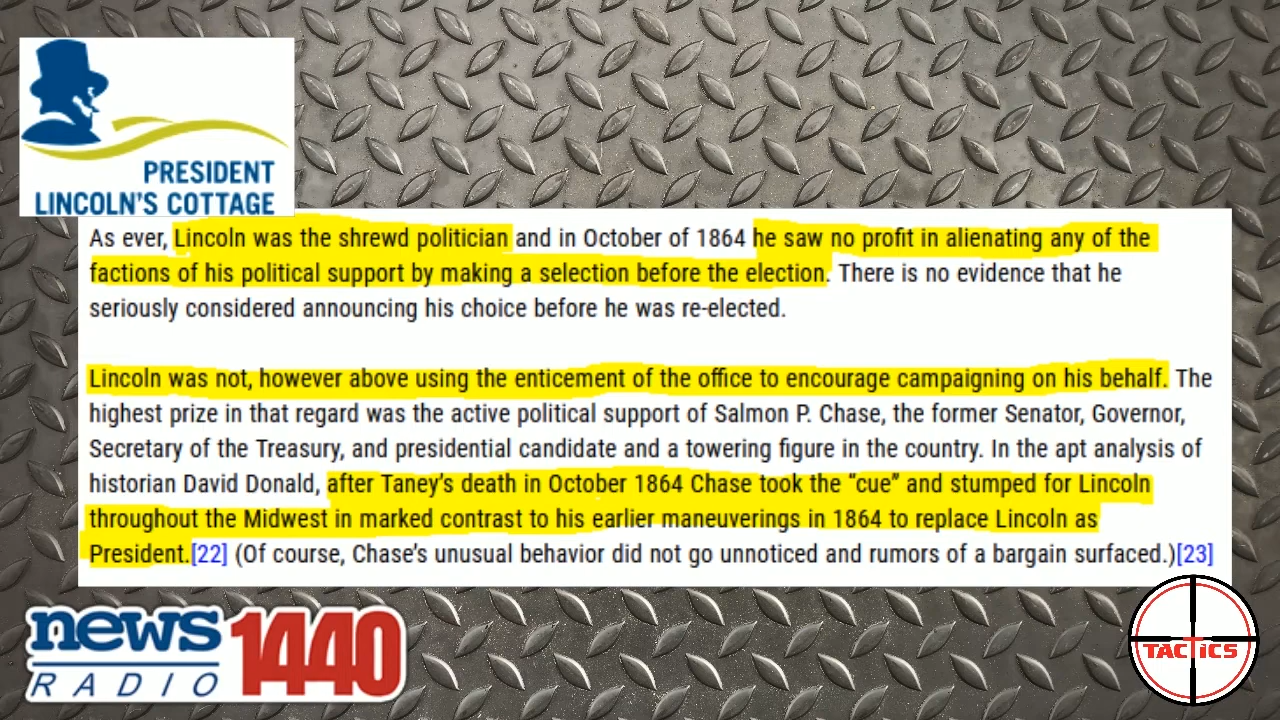 PRESIDENT
LINCOLN'S COTTAGE
As ever, Lincoln was the shrewd politician and in October of 1864 he saw no profit in alienating any of the
factions of his political support by making a selection before the election. There is no evidence that he
seriously considered announcing his choice before he was re-elected.
Lincoln was not, however above using the enticement of the office to encourage campaigning on his behalf. The
highest prize in that regard was the active political support of Salmon P. Chase, the former Senator, Governor,
Secretary of the Treasury, and presidential candidate and a towering figure in the country. In the apt analysis of
historian David Donald, after Taney's death in October 1864 Chase took the “cue” and stumped for Lincoln
throughout the Midwest in marked contrast to his earlier maneuverings in 1864 to replace Lincoln as
President.[22] (Of course, Chase's unusual behavior did not go unnoticed and rumors of a bargain surfaced.)[23]
news 1440
RADIO
TACTICS